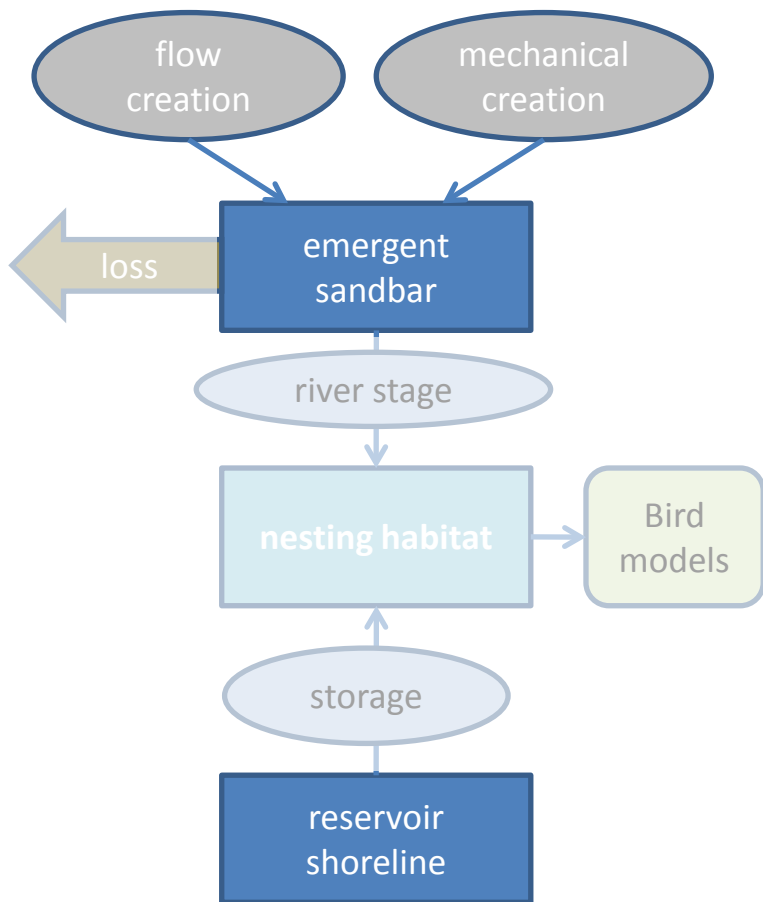 flow
creation
mechanical
creation
emergent
sandbar
loss
river stage
nesting habitat
Bird
models
storage
reservoir
shoreline